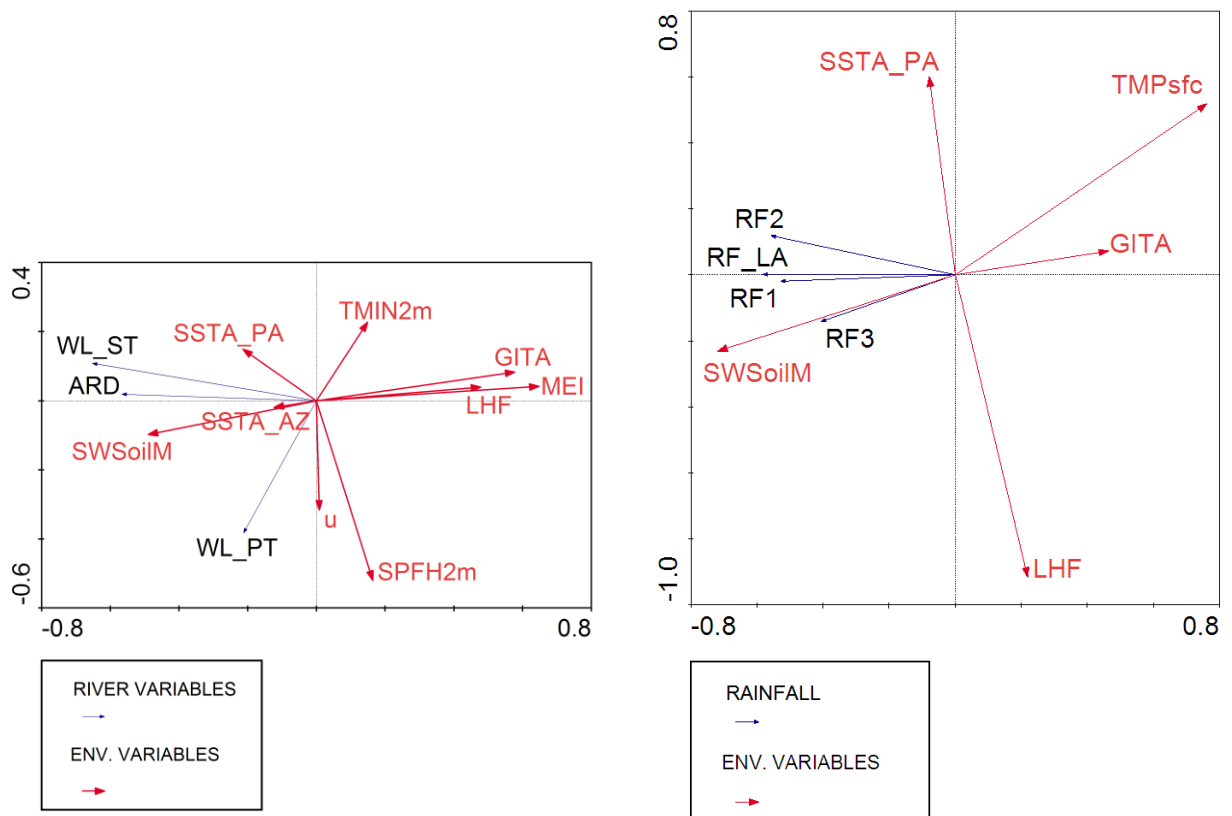 0.4
-0.6
-0.8
0.8
WL_ST
ARD
SSTA_PA
TMIN2m
GITA
MEI
LHF
SSTA_AZ
SWSoilM
u
WL_PT
SPFH2m
RIVER VARIABLES
ENV. VARIABLES
0.8
-1.0
-0.8
0.8
SSTA_PA
TMPsfc
RF2
GITA
RF_LA
RF1
RF3
SWSoilM
LHF
RAINFALL
ENV. VARIABLES